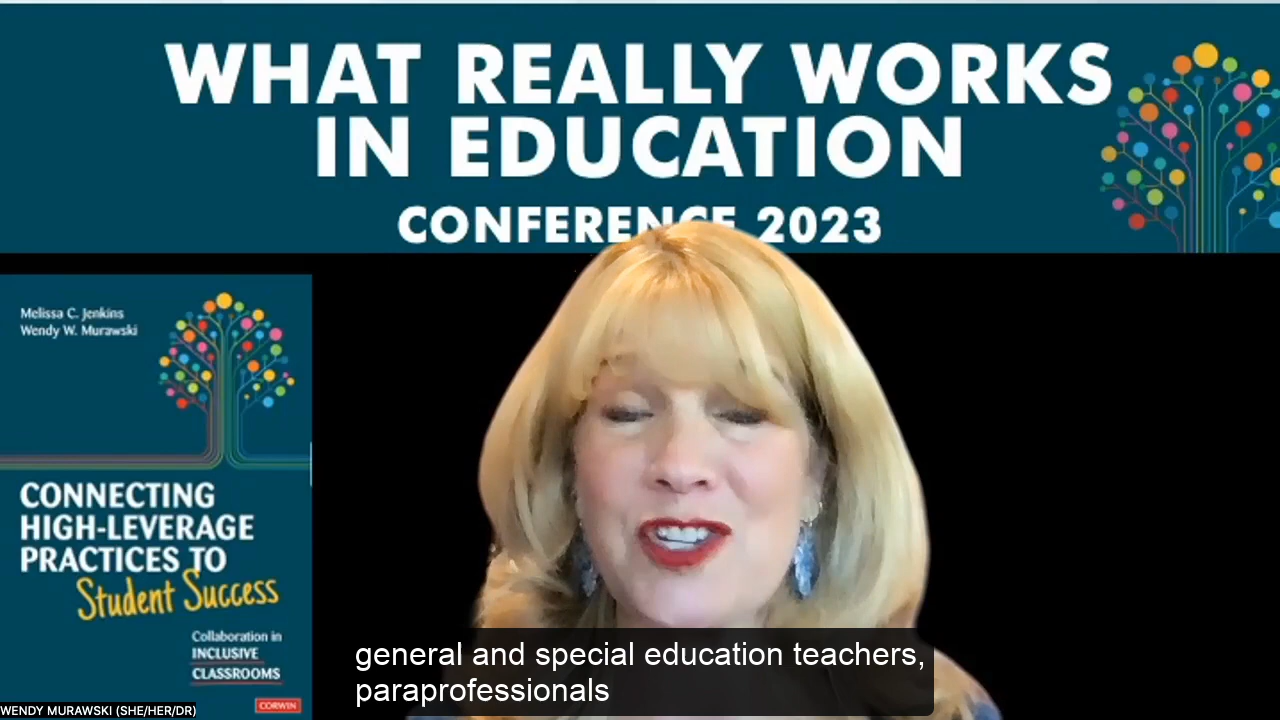 WHAT REALLY WORKS
IN EDUCATION
CONFERENCE 2023
Melissa C. Jenkins
Wendy W. Murawski
CONNECTING
HIGH-LEVERAGE
PRACTICES TO
Student Success
Collaboration in
INCLUSIVE
CLASSROOMS
CORWIN
WENDY MURAWSKI (SHE/HER/DR)
general and special education teachers,
paraprofessionals